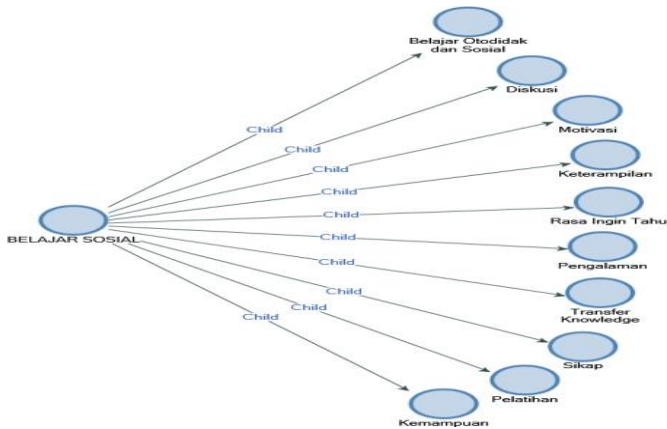 Belajar Otodidak
dan Sosial
Diskusi
Child
Motivasi
Child
Child
Keterampilan
Child
Rasa Ingin Tahu
Child
BELAJAR SOSIAL
Child
Pengalaman
Child
Transfer
Knowledge
Child
Child
Sikap
Child
Pelatihan
Kemampuan